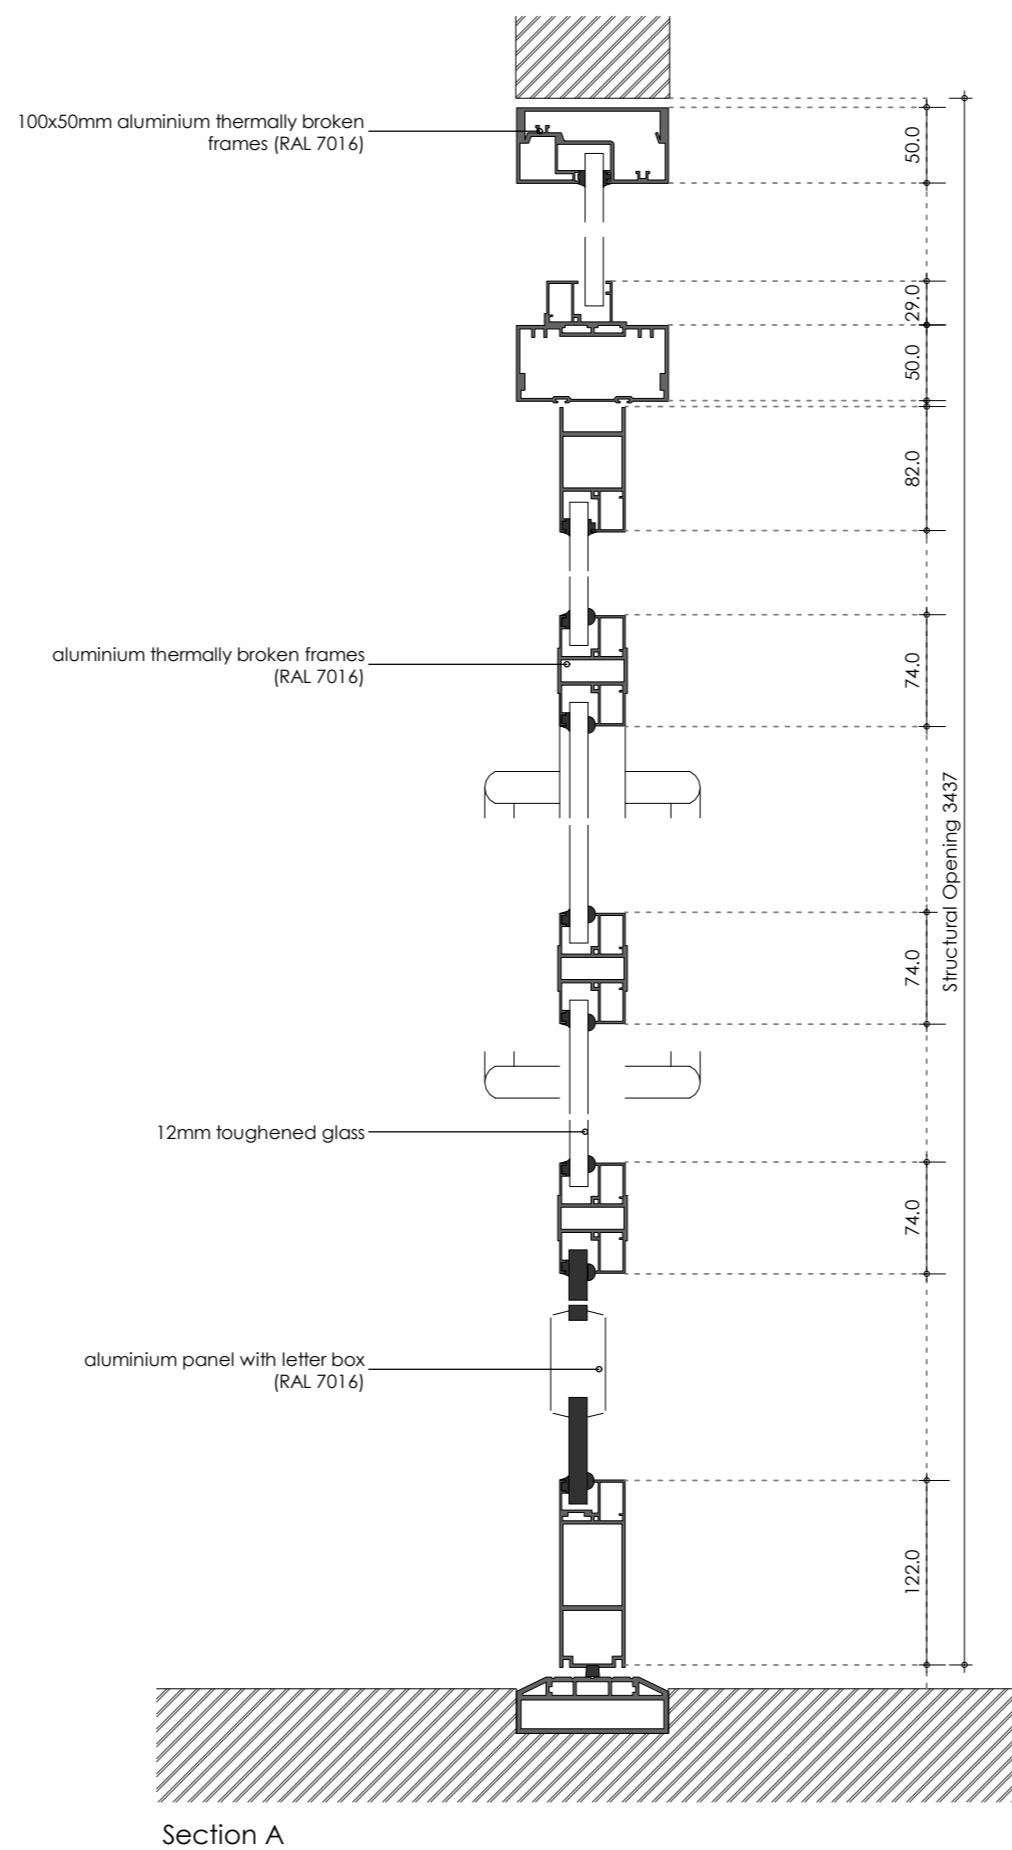 100x50mm aluminium thermally broken
frames (RAL 7016)
50.0
29.0
50.0
82.0
aluminium thermally broken frames
(RAL 7016)
74.0
Structural Opening 3437
74.0
12mm toughened glass
74.0
aluminium panel with letter box
(RAL 7016)
122.0
Section A